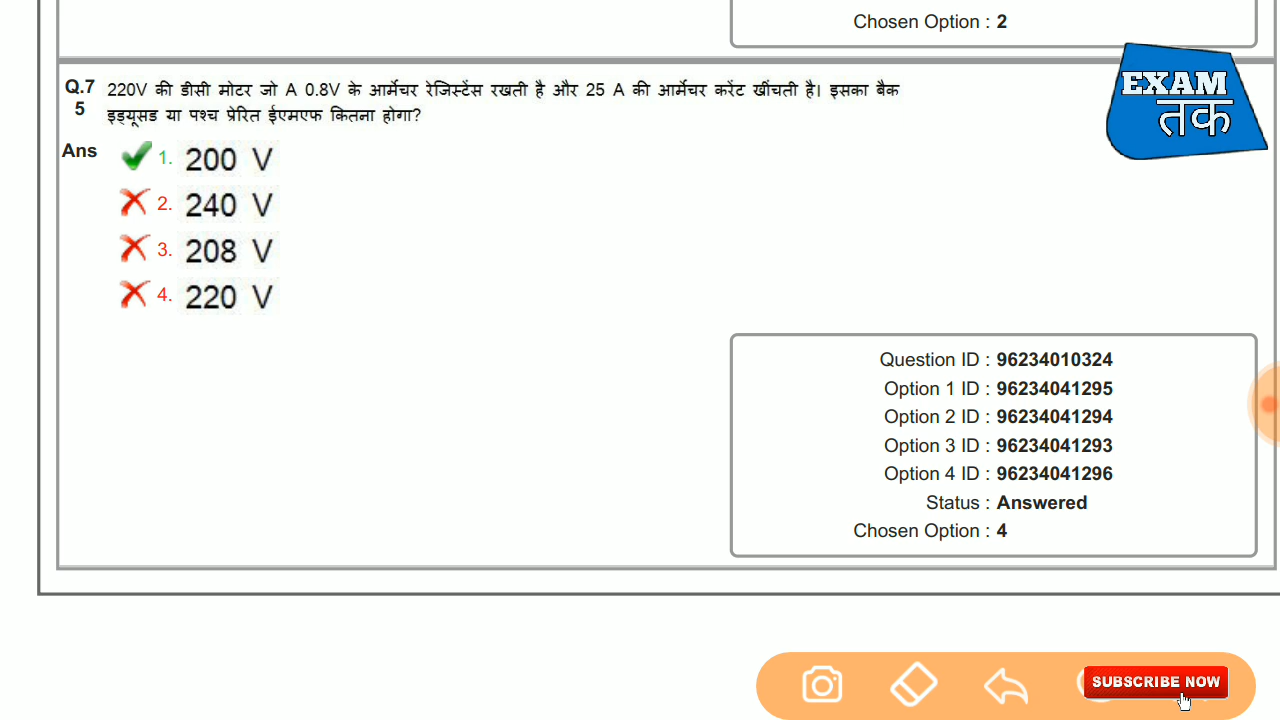 Chosen Option : 2
EXAM
तक
Q.7 220V की डीसी मोटर जो A 0.8V के आर्मेचर रेजिस्टेंस रखती है और 25 A की आर्मेचर करेंट खींचती है। इसका बैक
5 इड्यूसड या पश्च प्रेरित ईएमएफ कितना होगा?
Ans 1. 200 V
2. 240 V
3. 208 V
4. 220 V
Question ID : 96234010324
Option 1 ID : 96234041295
Option 2 ID : 96234041294
Option 3 ID : 96234041293
Option 4 ID : 96234041296
Status : Answered
Chosen Option : 4
SUBSCRIBE NOW